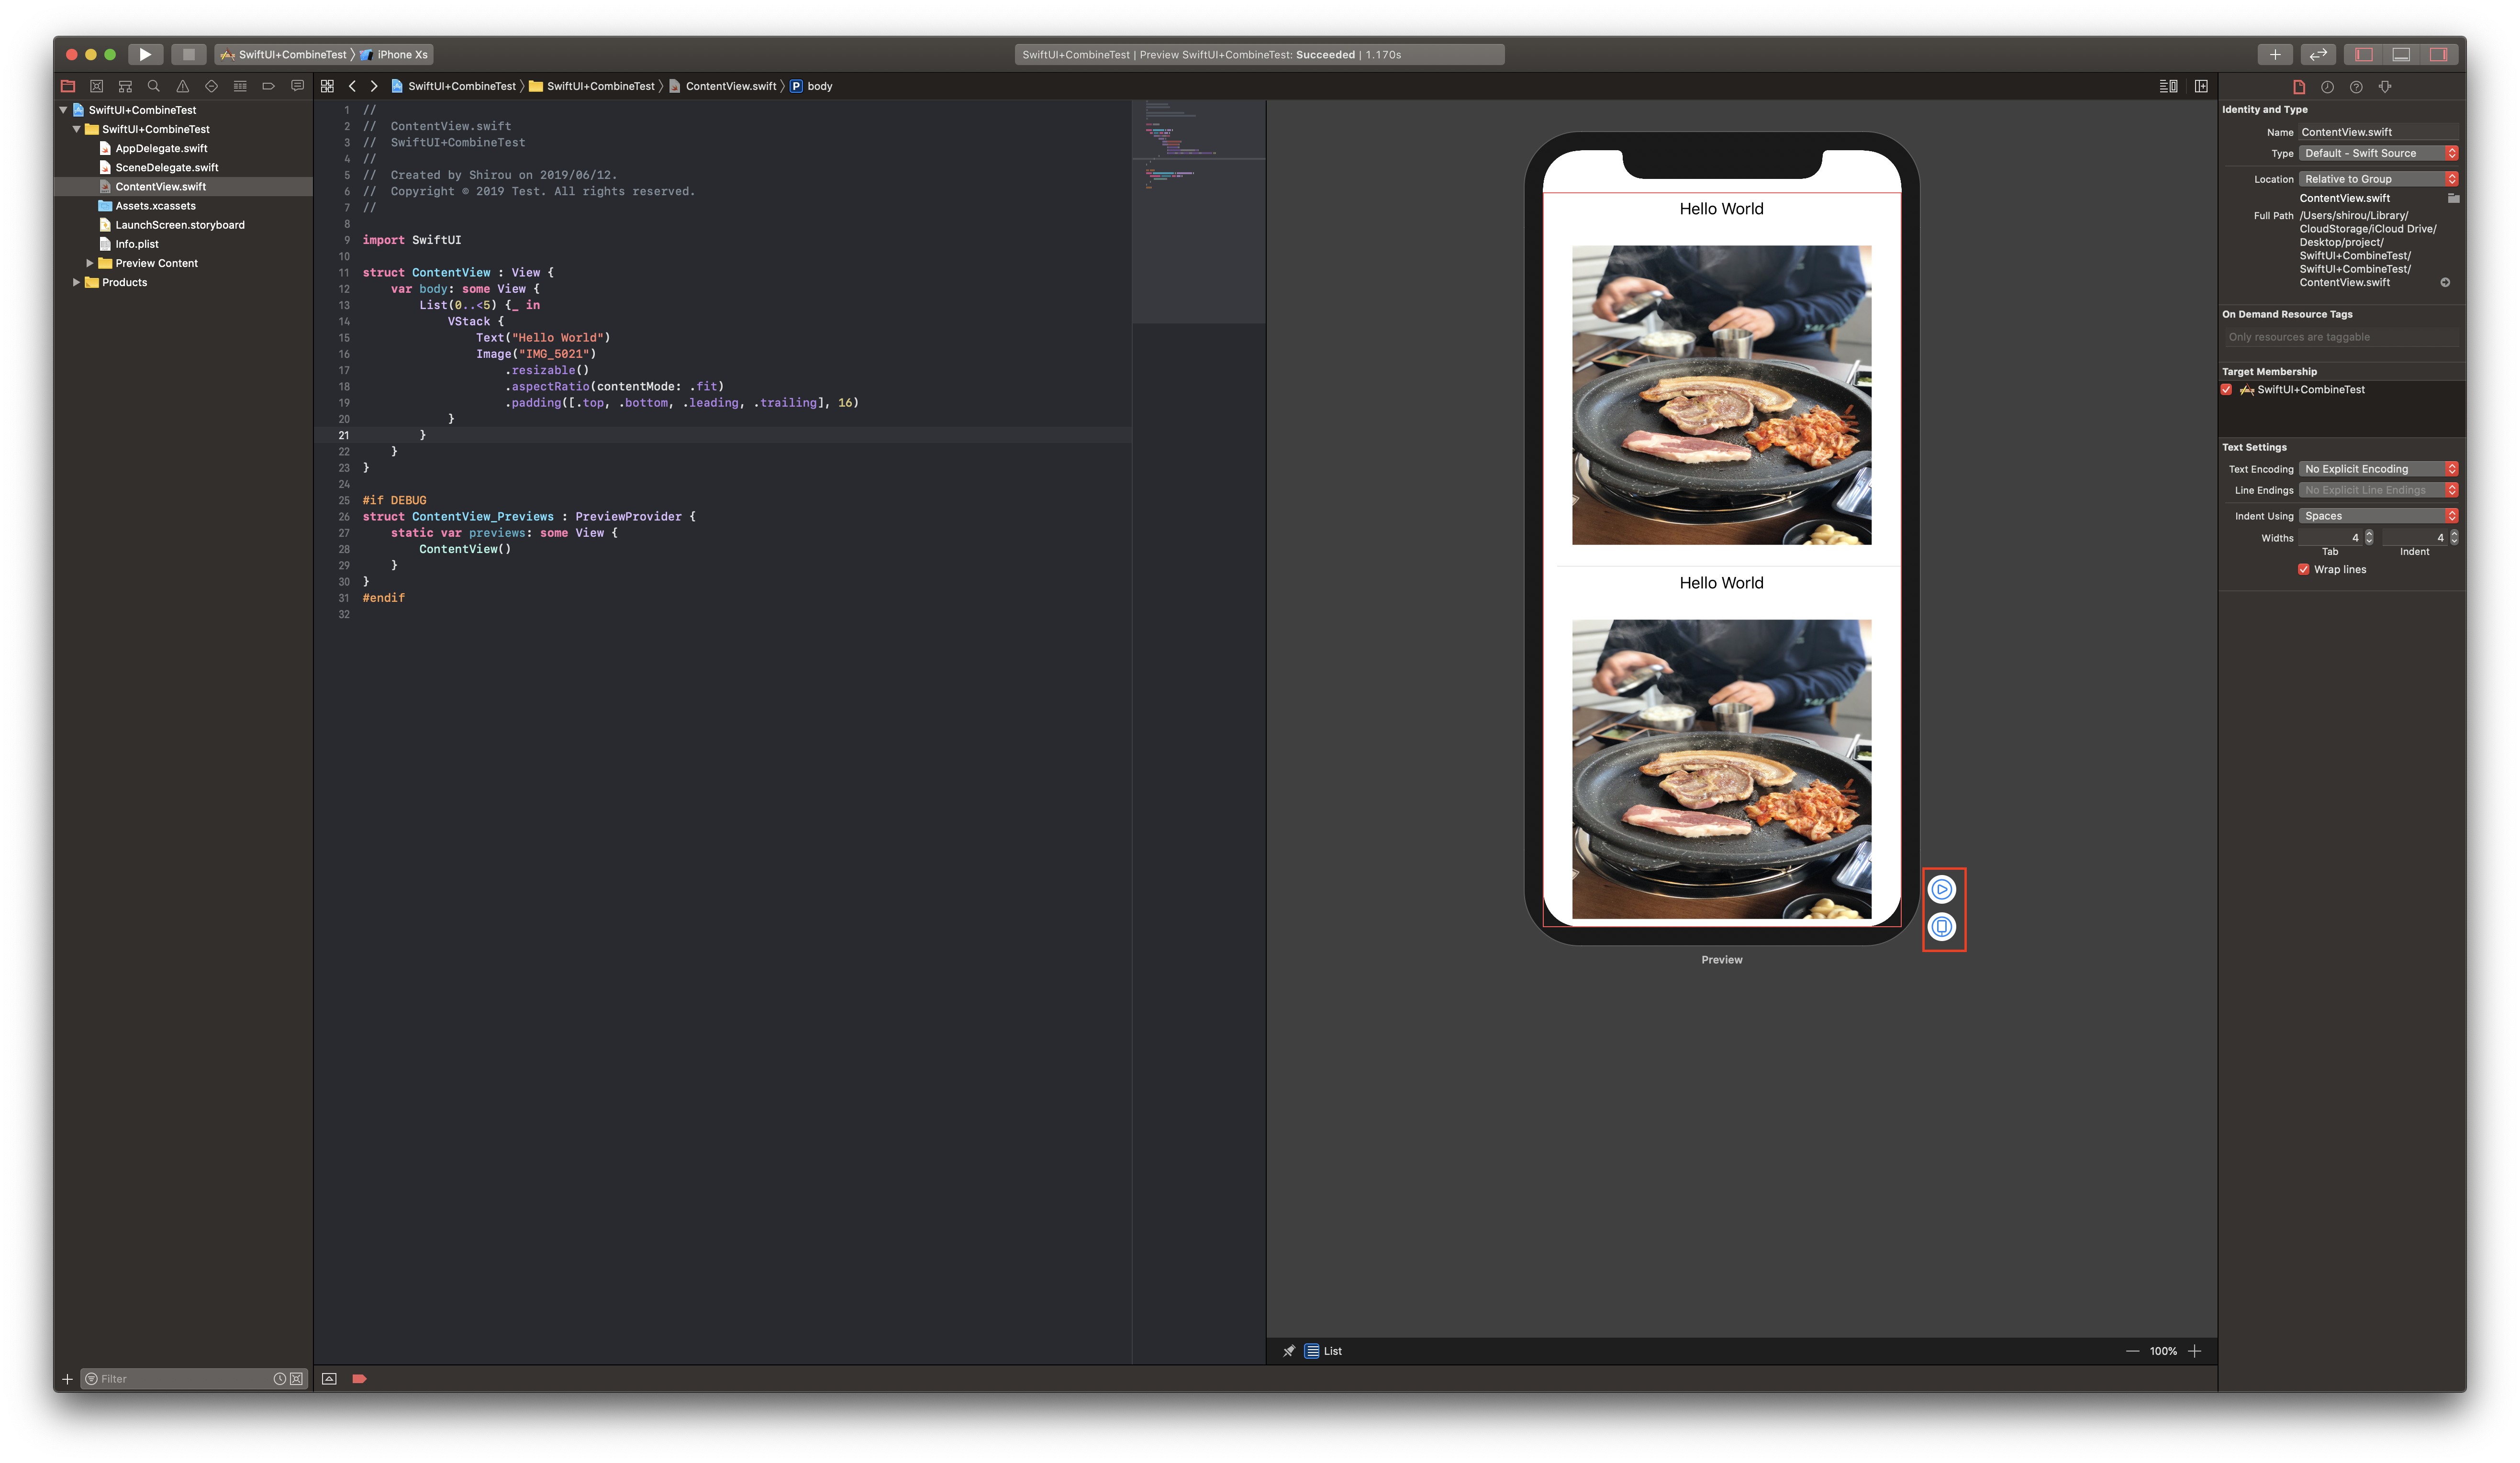 SwiftUI+CombineTest 〉 iPhone Xs
SwiftUI+CombineTest | Preview SwiftUI+CombineTest: Succeeded | 1.170s
SwiftUI+CombineTest 〉 SwiftUI+CombineTest 〉 ContentView.swift 〉 P body
SwiftUI+CombineTest
SwiftUI+CombineTest
AppDelegate.swift
SceneDelegate.swift
ContentView.swift
Assets.xcassets
LaunchScreen.storyboard
Info.plist
Preview Content
Products
Filter
1 //
2 //  ContentView.swift
3 //  SwiftUI+CombineTest
4 //
5 //  Created by Shirou on 2019/06/12.
6 //  Copyright © 2019 Test. All rights reserved.
7 //
8
9 import SwiftUI
10
11 struct ContentView : View {
12     var body: some View {
13         List(0..<5) {_ in
14             VStack {
15                 Text("Hello World")
16                 Image("IMG_5021")
17                     .resizable()
18                     .aspectRatio(contentMode: .fit)
19                     .padding([.top, .bottom, .leading, .trailing], 16)
20             }
21         }
22     }
23 }
24
25 #if DEBUG
26 struct ContentView_Previews : PreviewProvider {
27     static var previews: some View {
28         ContentView()
29     }
30 }
31 #endif
32
Hello World
Hello World
Preview
List
100%
Identity and Type
Name ContentView.swift
Type Default - Swift Source
Location Relative to Group
ContentView.swift
Full Path /Users/shirou/Library/
CloudStorage/iCloud Drive/
Desktop/project/
SwiftUI+CombineTest/
SwiftUI+CombineTest/
ContentView.swift
On Demand Resource Tags
Only resources are taggable
Target Membership
SwiftUI+CombineTest
Text Settings
Text Encoding No Explicit Encoding
Line Endings No Explicit Line Endings
Indent Using Spaces
Widths 4 4
Tab Indent
Wrap lines